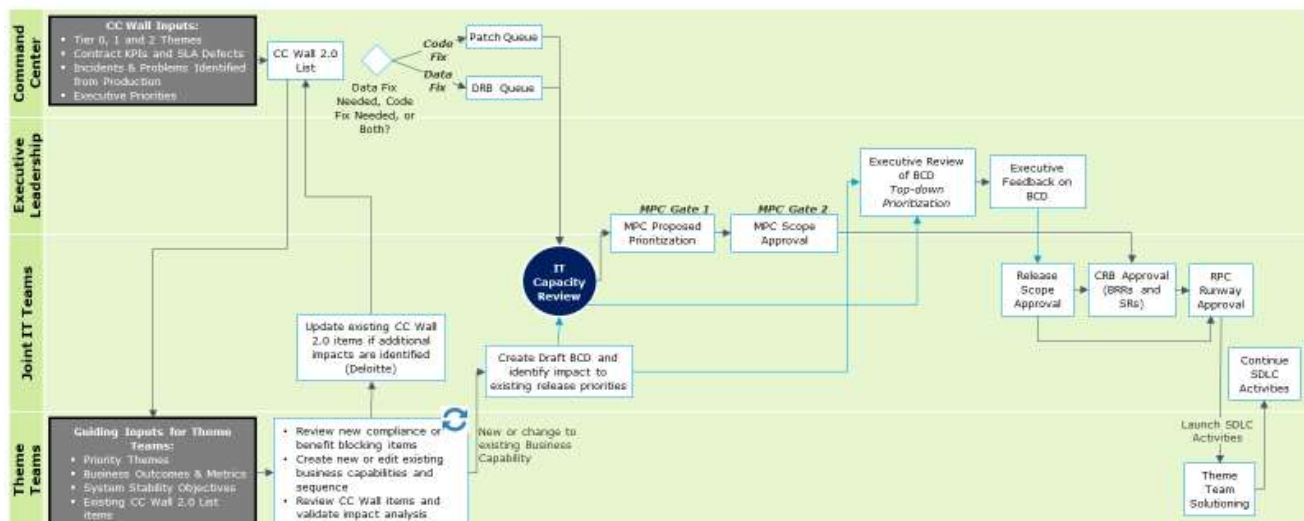 Command
Center
CC Wall Inputs:
• Tier 0, 1 and 2 Themes
• Contract KPIs and SLA Defects
• Incidents & Problems Identified
from Production
• Executive Priorities
CC Wall 2.0
List
Data Fix
Needed, Code
Fix Needed, or
Both?
Code
Fix
Data
Fix
Patch Queue
DRB Queue
Executive
Leadership
Executive Review
of BCD
Top-down
Prioritization
Executive
Feedback on
BCD
MPC Gate 1
MPC Proposed
Prioritization
MPC Gate 2
MPC Scope
Approval
Joint IT Teams
IT
Capacity
Review
Release
Scope
Approval
CRB Approval
(BRRs and
SRs)
RPC
Runway
Approval
Update existing CC Wall
2.0 items if additional
impacts are identified
(Deloitte)
Create Draft BCD and
identify impact to
existing release priorities
Continue
SDLC
Activities
Theme
Teams
Guiding Inputs for Theme
Teams:
• Priority Themes
• Business Outcomes & Metrics
• System Stability Objectives
• Existing CC Wall 2.0 List
items
• Review new compliance or
benefit blocking items
• Create new or edit existing
business capabilities and
sequence
• Review CC Wall items and
validate impact analysis
New or change to
existing Business
Capability
Launch SDLC
Activities
Theme
Team
Solutioning